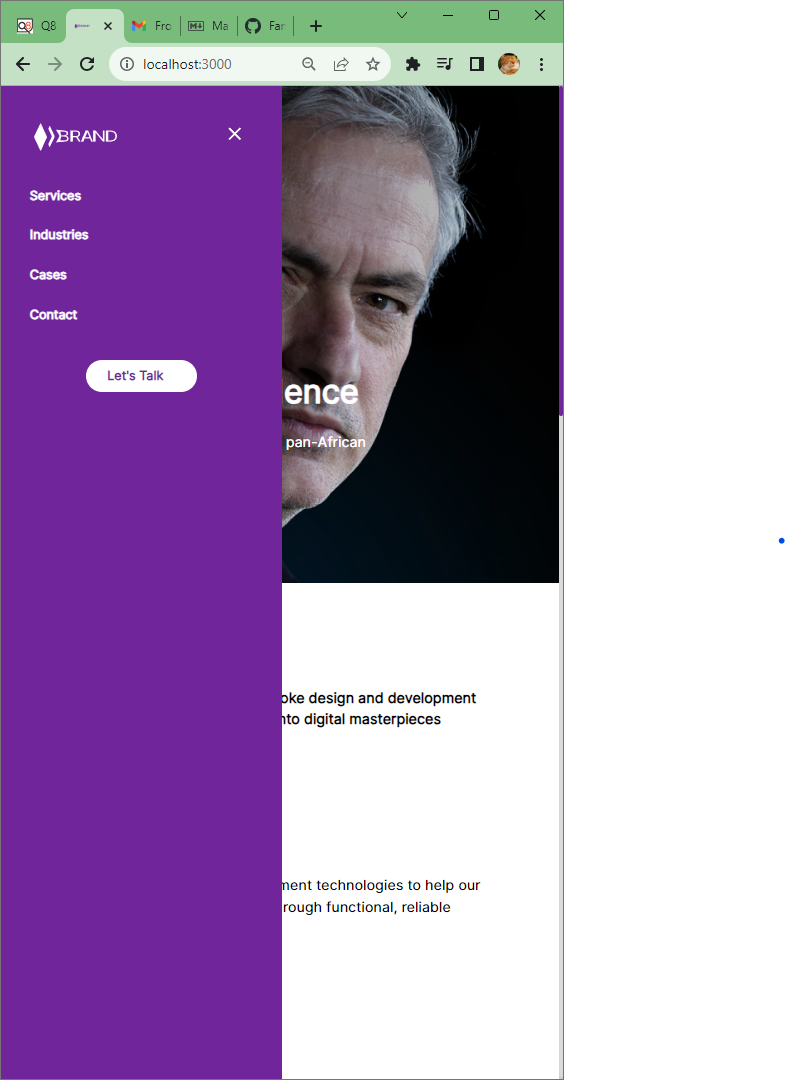 Q8
Fro
Ma
Far
localhost:3000
BRAND
Services
Industries
Cases
Contact
Let's Talk
ence
pan-African
oke design and development
nto digital masterpieces
ment technologies to help our
rough functional, reliable